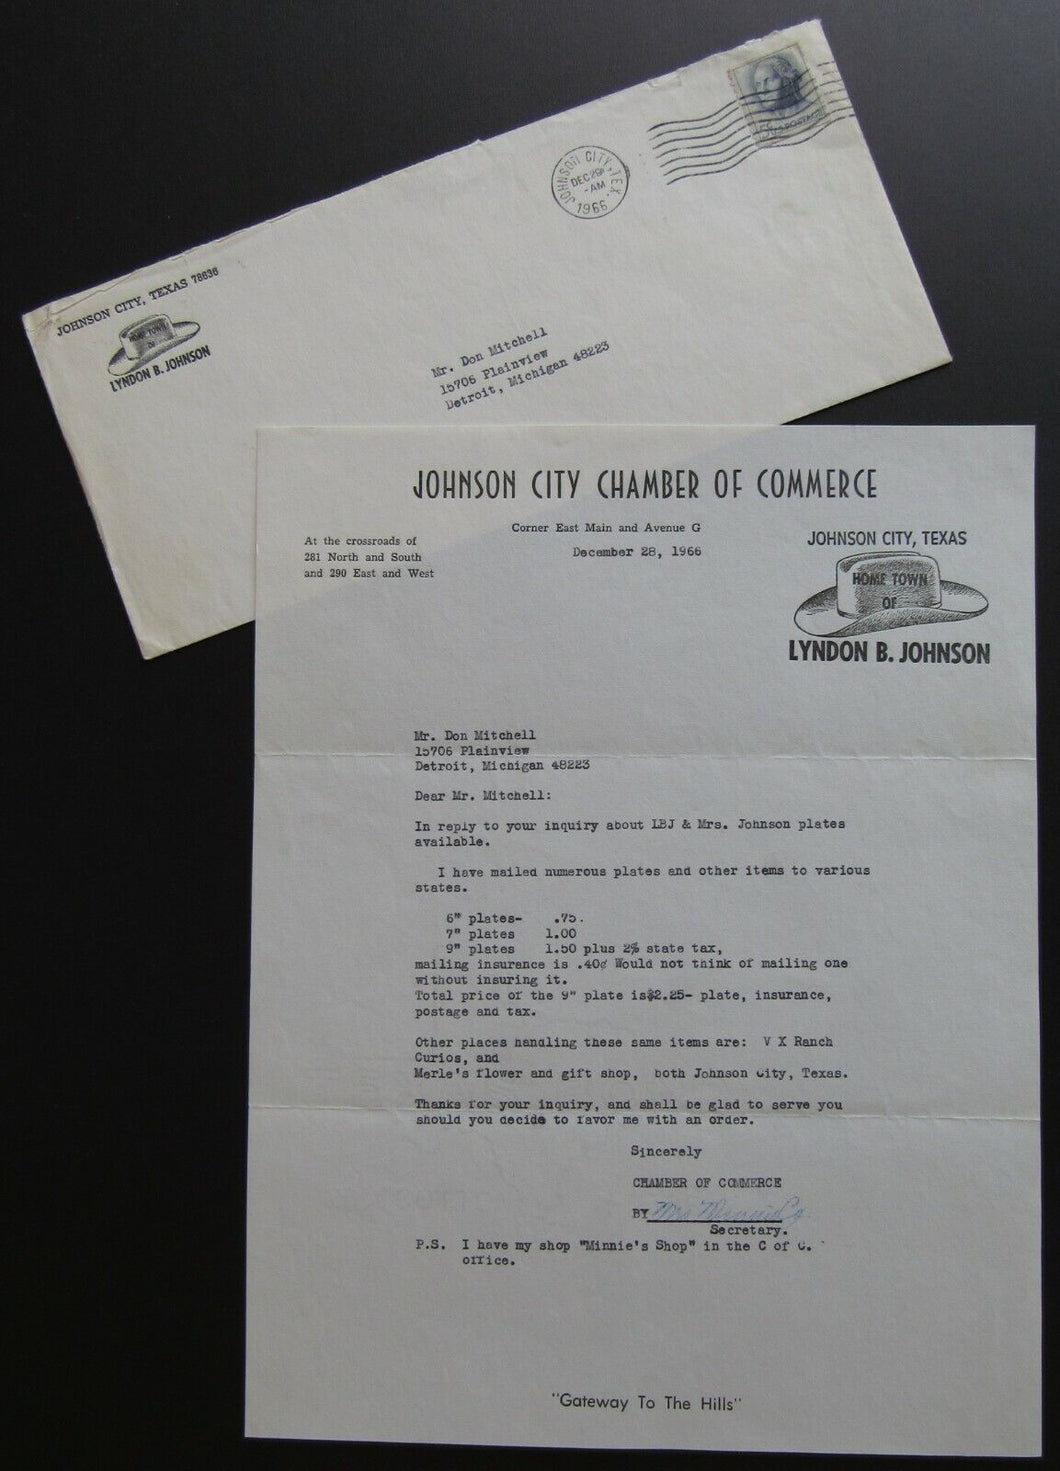 JOHNSON CITY, TEXAS 78636
HOME TOWN
OF
LYNDON B. JOHNSON
JOHNSON CITY, TEX.
DEC 29
-AM
1966
5¢ U.S. POSTAGE
Mr. Don Mitchell
15706 Plainview
Detroit, Michigan 48223
JOHNSON CITY CHAMBER OF COMMERCE
Corner East Main and Avenue G
At the crossroads of
281 North and South
and 290 East and West
December 28, 1966
JOHNSON CITY, TEXAS
HOME TOWN
OF
LYNDON B. JOHNSON
Mr. Don Mitchell
15706 Plainview
Detroit, Michigan 48223
Dear Mr. Mitchell:
In reply to your inquiry about LBJ & Mrs. Johnson plates
available.
I have mailed numerous plates and other items to various
states.
6" plates- .75.
7" plates 1.00
9" plates 1.50 plus 2% state tax,
mailing insurance is .40¢ Would not think of mailing one
without insuring it.
Total price of the 9" plate is$2.25- plate, insurance,
postage and tax.
Other places handling these same items are: V X Ranch
Curios, and
Merle's flower and gift shop, both Johnson City, Texas.
Thanks for your inquiry, and shall be glad to serve you
should you decide to favor me with an order.
Sincerely
CHAMBER OF COMMERCE
BY Mrs
Secretary.
P.S. I have my shop "Minnie's Shop" in the C of C.
office.
"Gateway To The Hills"